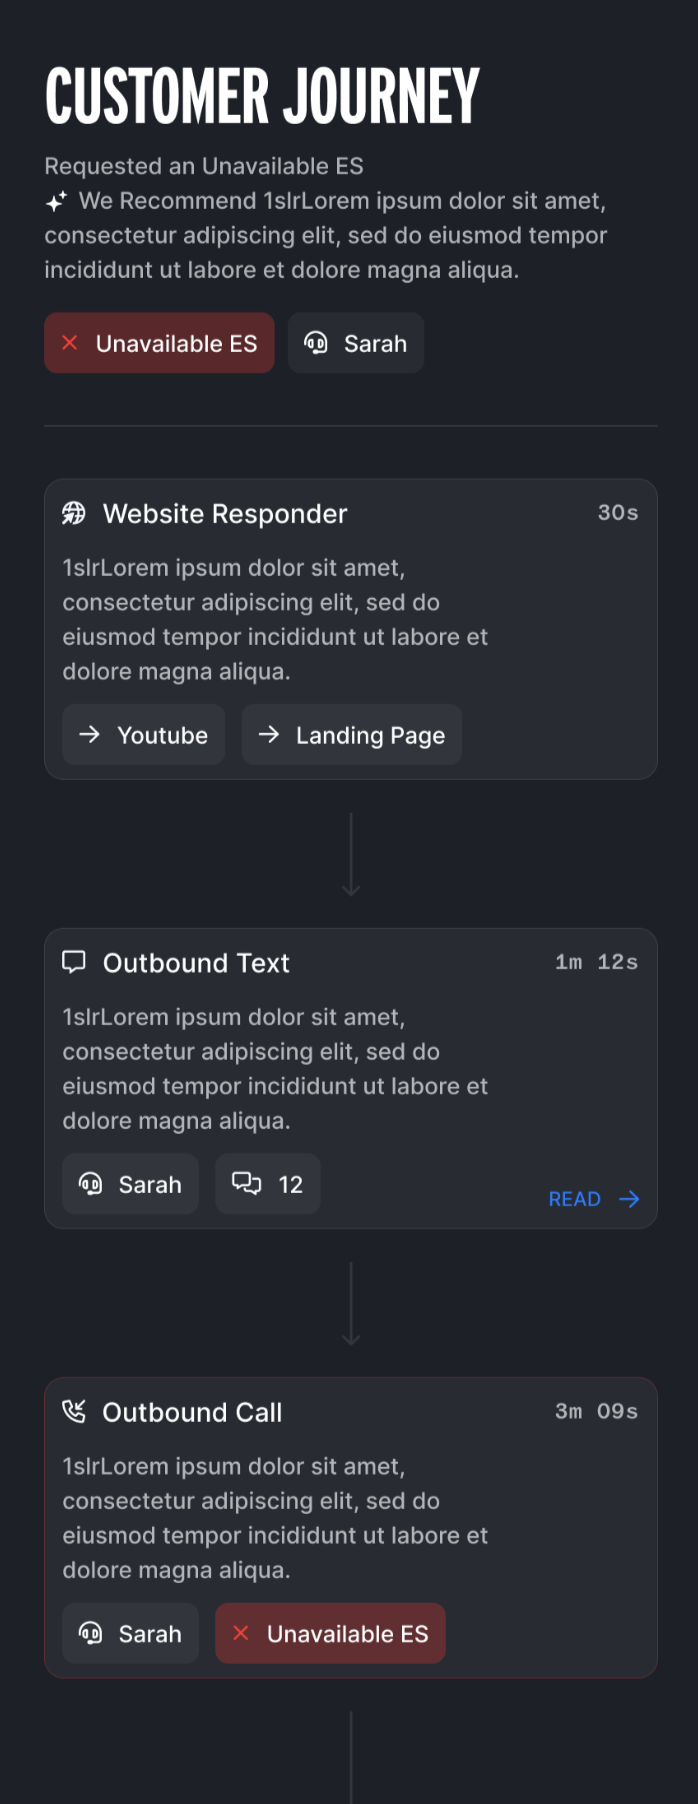 CUSTOMER JOURNEY
Requested an Unavailable ES
We Recommend 1slrLorem ipsum dolor sit amet,
consectetur adipiscing elit, sed do eiusmod tempor
incididunt ut labore et dolore magna aliqua.
Unavailable ES
Sarah
Website Responder
30s
1slrLorem ipsum dolor sit amet,
consectetur adipiscing elit, sed do
eiusmod tempor incididunt ut labore et
dolore magna aliqua.
Youtube
Landing Page
Outbound Text
1m 12s
1slrLorem ipsum dolor sit amet,
consectetur adipiscing elit, sed do
eiusmod tempor incididunt ut labore et
dolore magna aliqua.
Sarah
12
READ
Outbound Call
3m 09s
1slrLorem ipsum dolor sit amet,
consectetur adipiscing elit, sed do
eiusmod tempor incididunt ut labore et
dolore magna aliqua.
Sarah
Unavailable ES